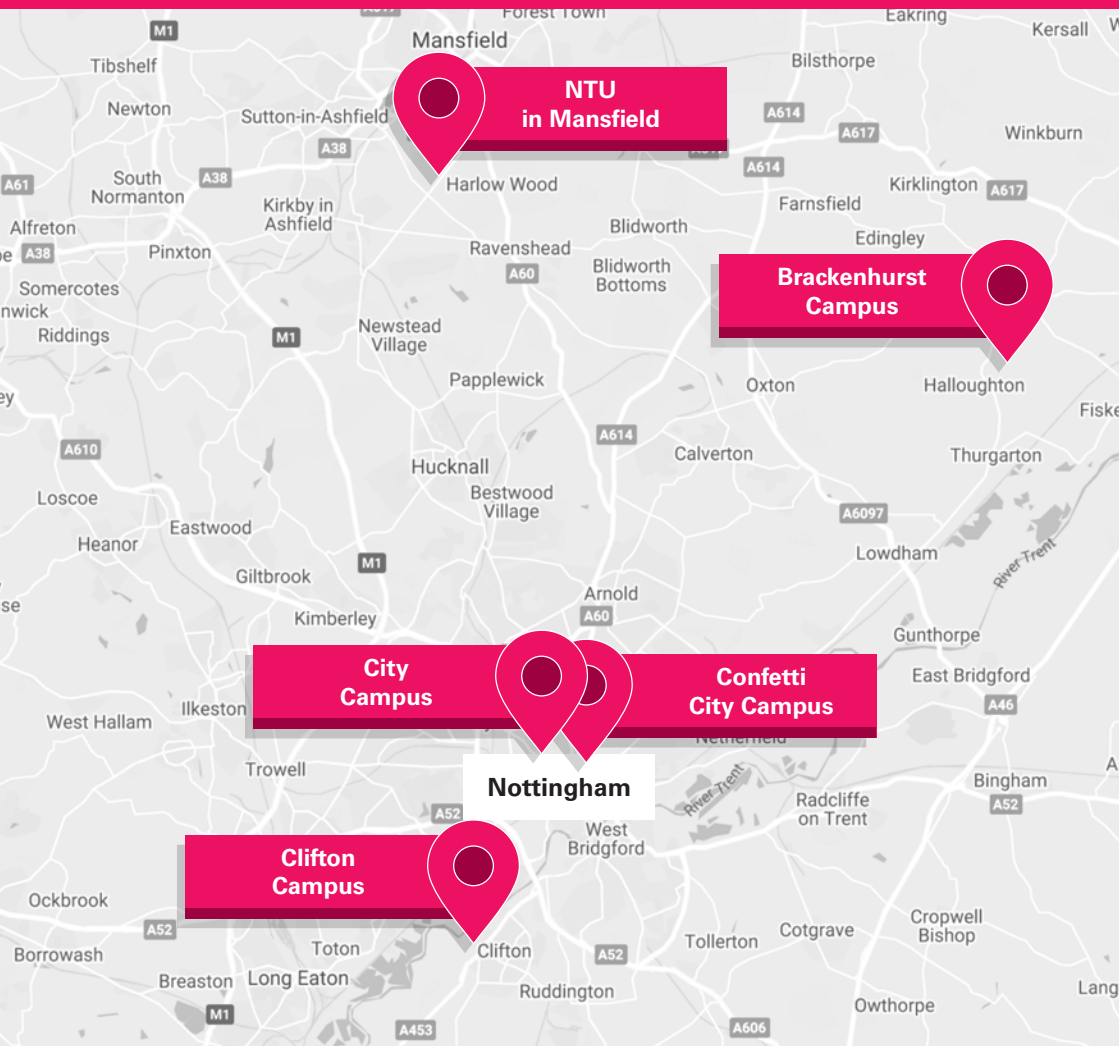 Forest Town
Eakring
Kersall
M1
Mansfield
Tibshelf
Bilsthorpe
NTU
in Mansfield
Newton
Sutton-in-Ashfield
A614
A617
Winkburn
A38
A614
South
Normanton
A38
A61
Harlow Wood
Kirklington
A617
Kirkby in
Ashfield
Farnsfield
Alfreton
Blidworth
Edingley
A38
Pinxton
Ravenshead
A60
Blidworth
Bottoms
Brackenhurst
Campus
Somercotes
nwick
Riddings
M1
Newstead
Village
Papplewick
Oxton
Halloughton
ey
Fiske
A614
A610
Calverton
Thurgarton
Hucknall
Bestwood
Village
Loscoe
A6097
Eastwood
Heanor
Lowdham
River Trent
M1
Giltbrook
Arnold
se
A60
Kimberley
Gunthorpe
City
Campus
Confetti
City Campus
East Bridgford
A46
Ilkeston
West Hallam
Netherfield
Trowell
Nottingham
River Trent
Bingham
A52
Radcliffe
on Trent
A52
West
Bridgford
Clifton
Campus
Ockbrook
A52
Cropwell
Bishop
Cotgrave
Tollerton
Toton
Clifton
A52
Borrowash
Breaston
Long Eaton
Ruddington
Lang
Owthorpe
M1
A453
A606